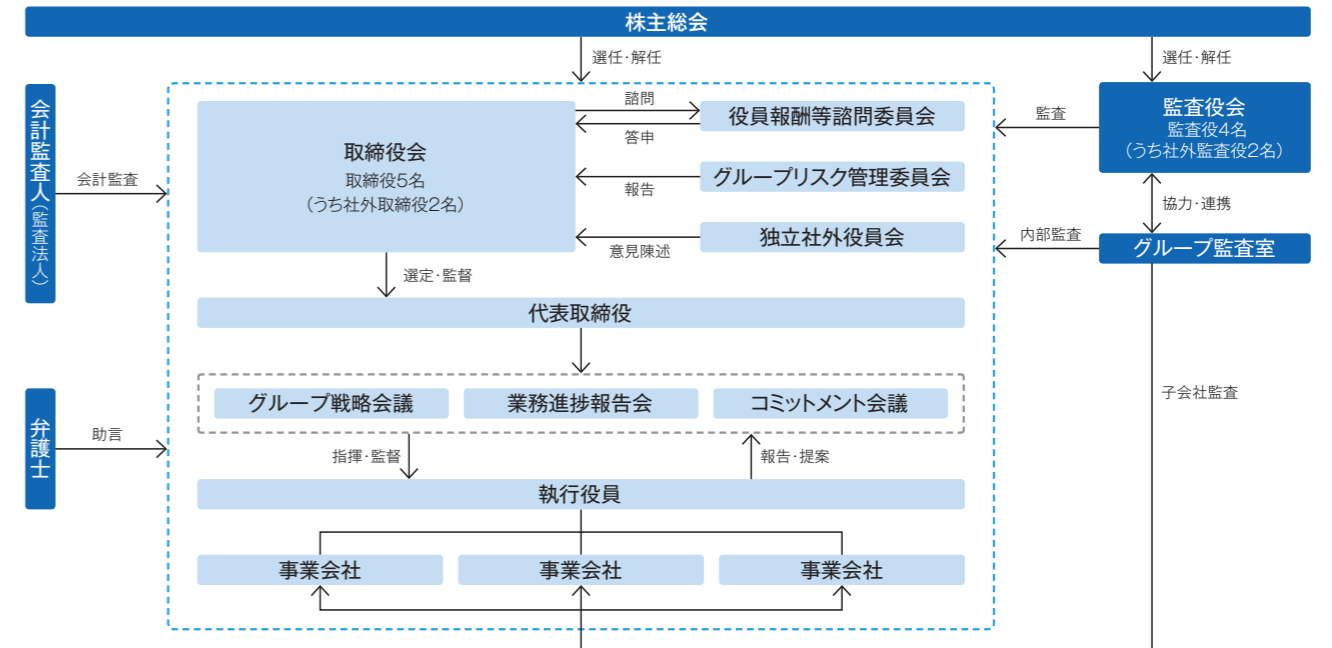 株主総会
選任・解任
選任・解任
会計監査人(監査法人)
会計監査
取締役会
取締役5名
(うち社外取締役2名)
諮問
答申
役員報酬等諮問委員会
報告
グループリスク管理委員会
意見陳述
独立社外役員会
監査
監査役会
監査役4名
(うち社外監査役2名)
協力・連携
内部監査
グループ監査室
選定・監督
代表取締役
グループ戦略会議
業務進捗報告会
コミットメント会議
子会社監査
弁護士
助言
指揮・監督
報告・提案
執行役員
事業会社
事業会社
事業会社